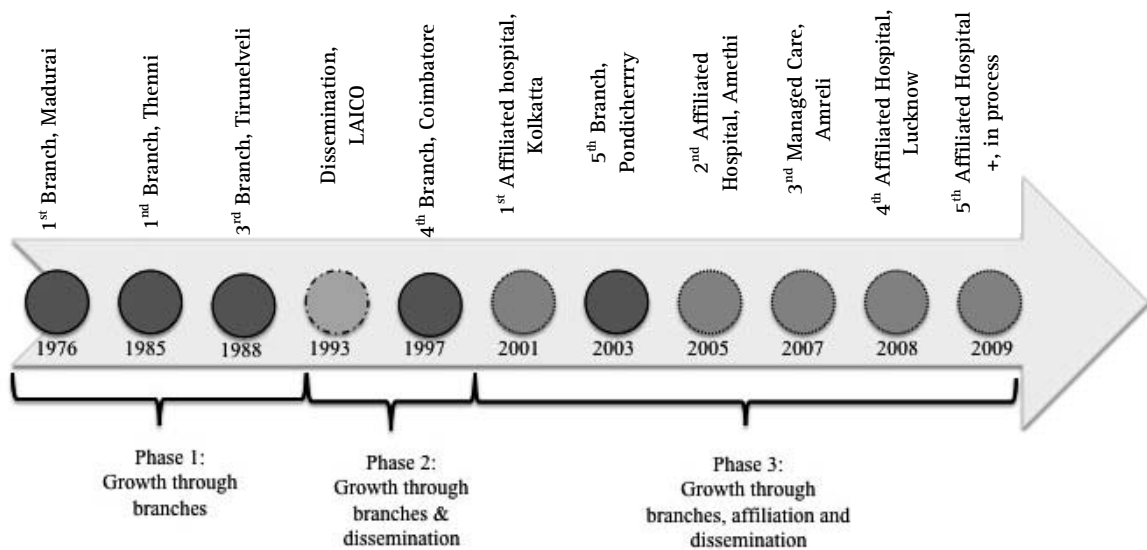 1st Branch, Madurai
1nd Branch, Thenni
3rd Branch, Tirunelveli
Dissemination,
LAICO
4th Branch, Coimbatore
1st Affiliated hospital,
Kolkatta
5th Branch,
Pondicherrry
2nd Affiliated
Hospital, Amethi
3nd Managed Care,
Amreli
4th Affiliated Hospital,
Lucknow
5th Affiliated Hospital
+, in process
1976
1985
1988
1993
1997
2001
2003
2005
2007
2008
2009
Phase 1:
Growth through
branches
Phase 2:
Growth through
branches &
dissemination
Phase 3:
Growth through
branches, affiliation and
dissemination